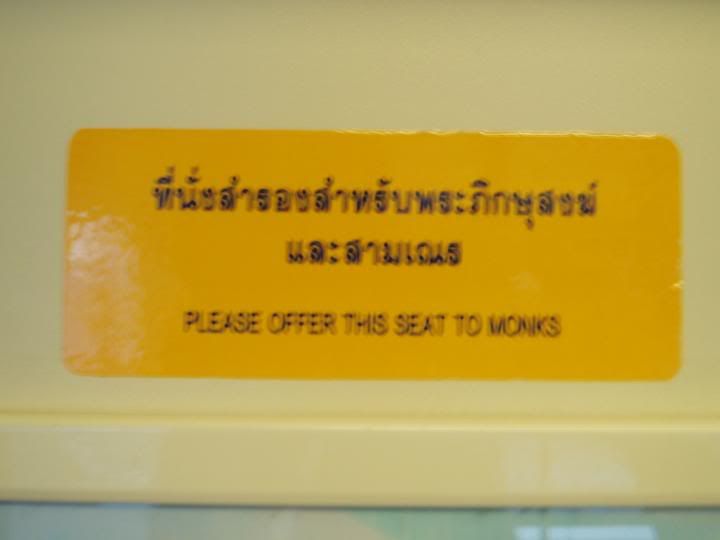 ที่นั่งสำรองสำหรับพระภิกษุสงฆ์
และสามเณร
PLEASE OFFER THIS SEAT TO MONKS